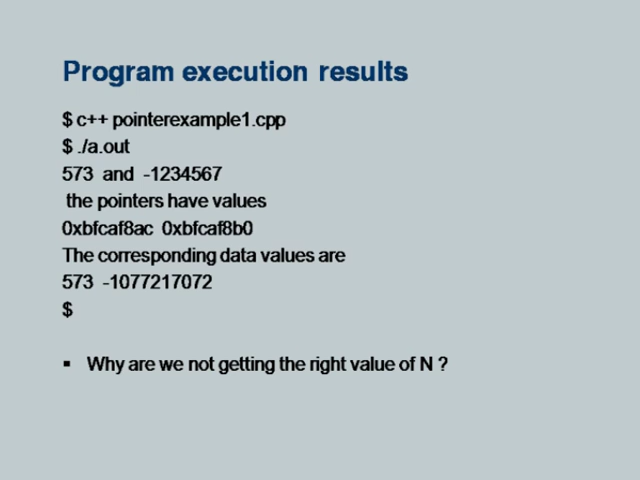 Program execution results
$ c++ pointerexample1.cpp
$ ./a.out
573 and -1234567
the pointers have values
0xbfcaf8ac 0xbfcaf8b0
The corresponding data values are
573 -1077217072
$
▪ Why are we not getting the right value of N ?